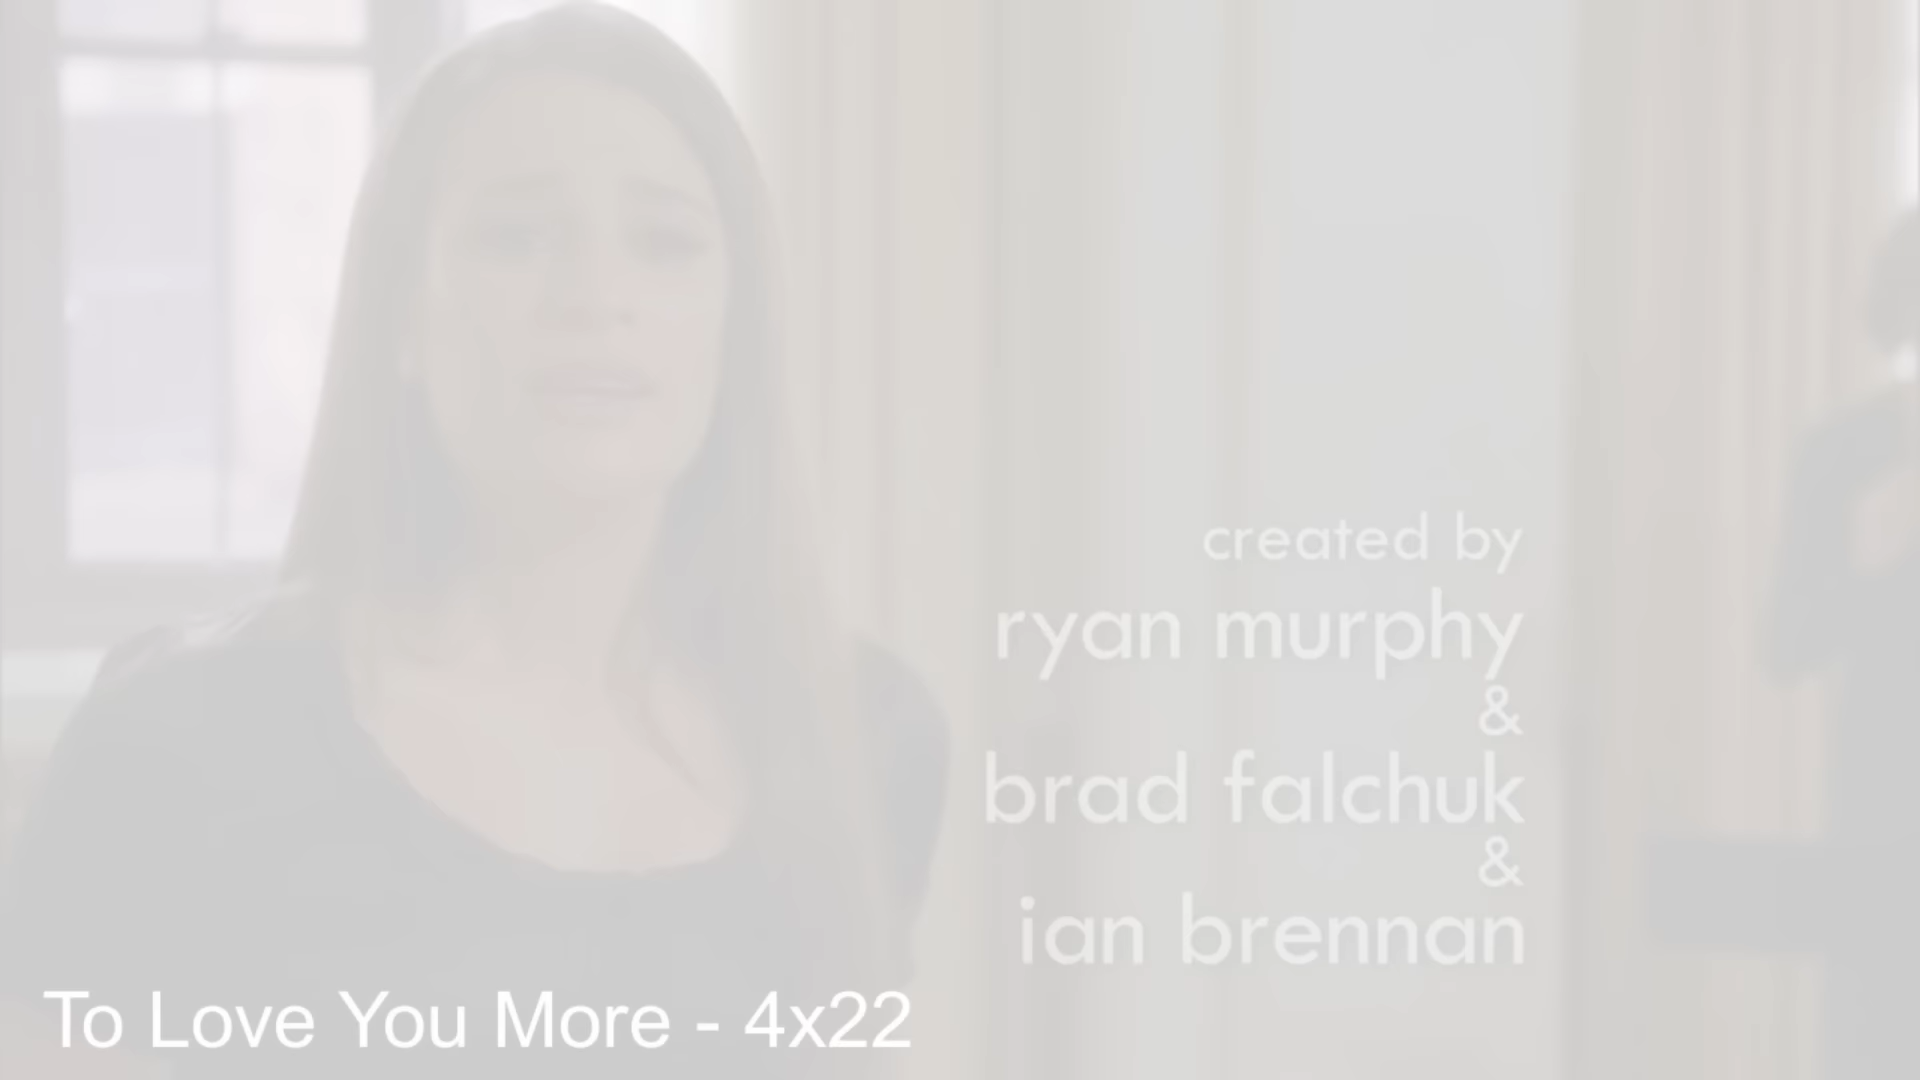 created by
ryan murphy
&
brad falchuk
&
ian brennan
To Love You More - 4x22